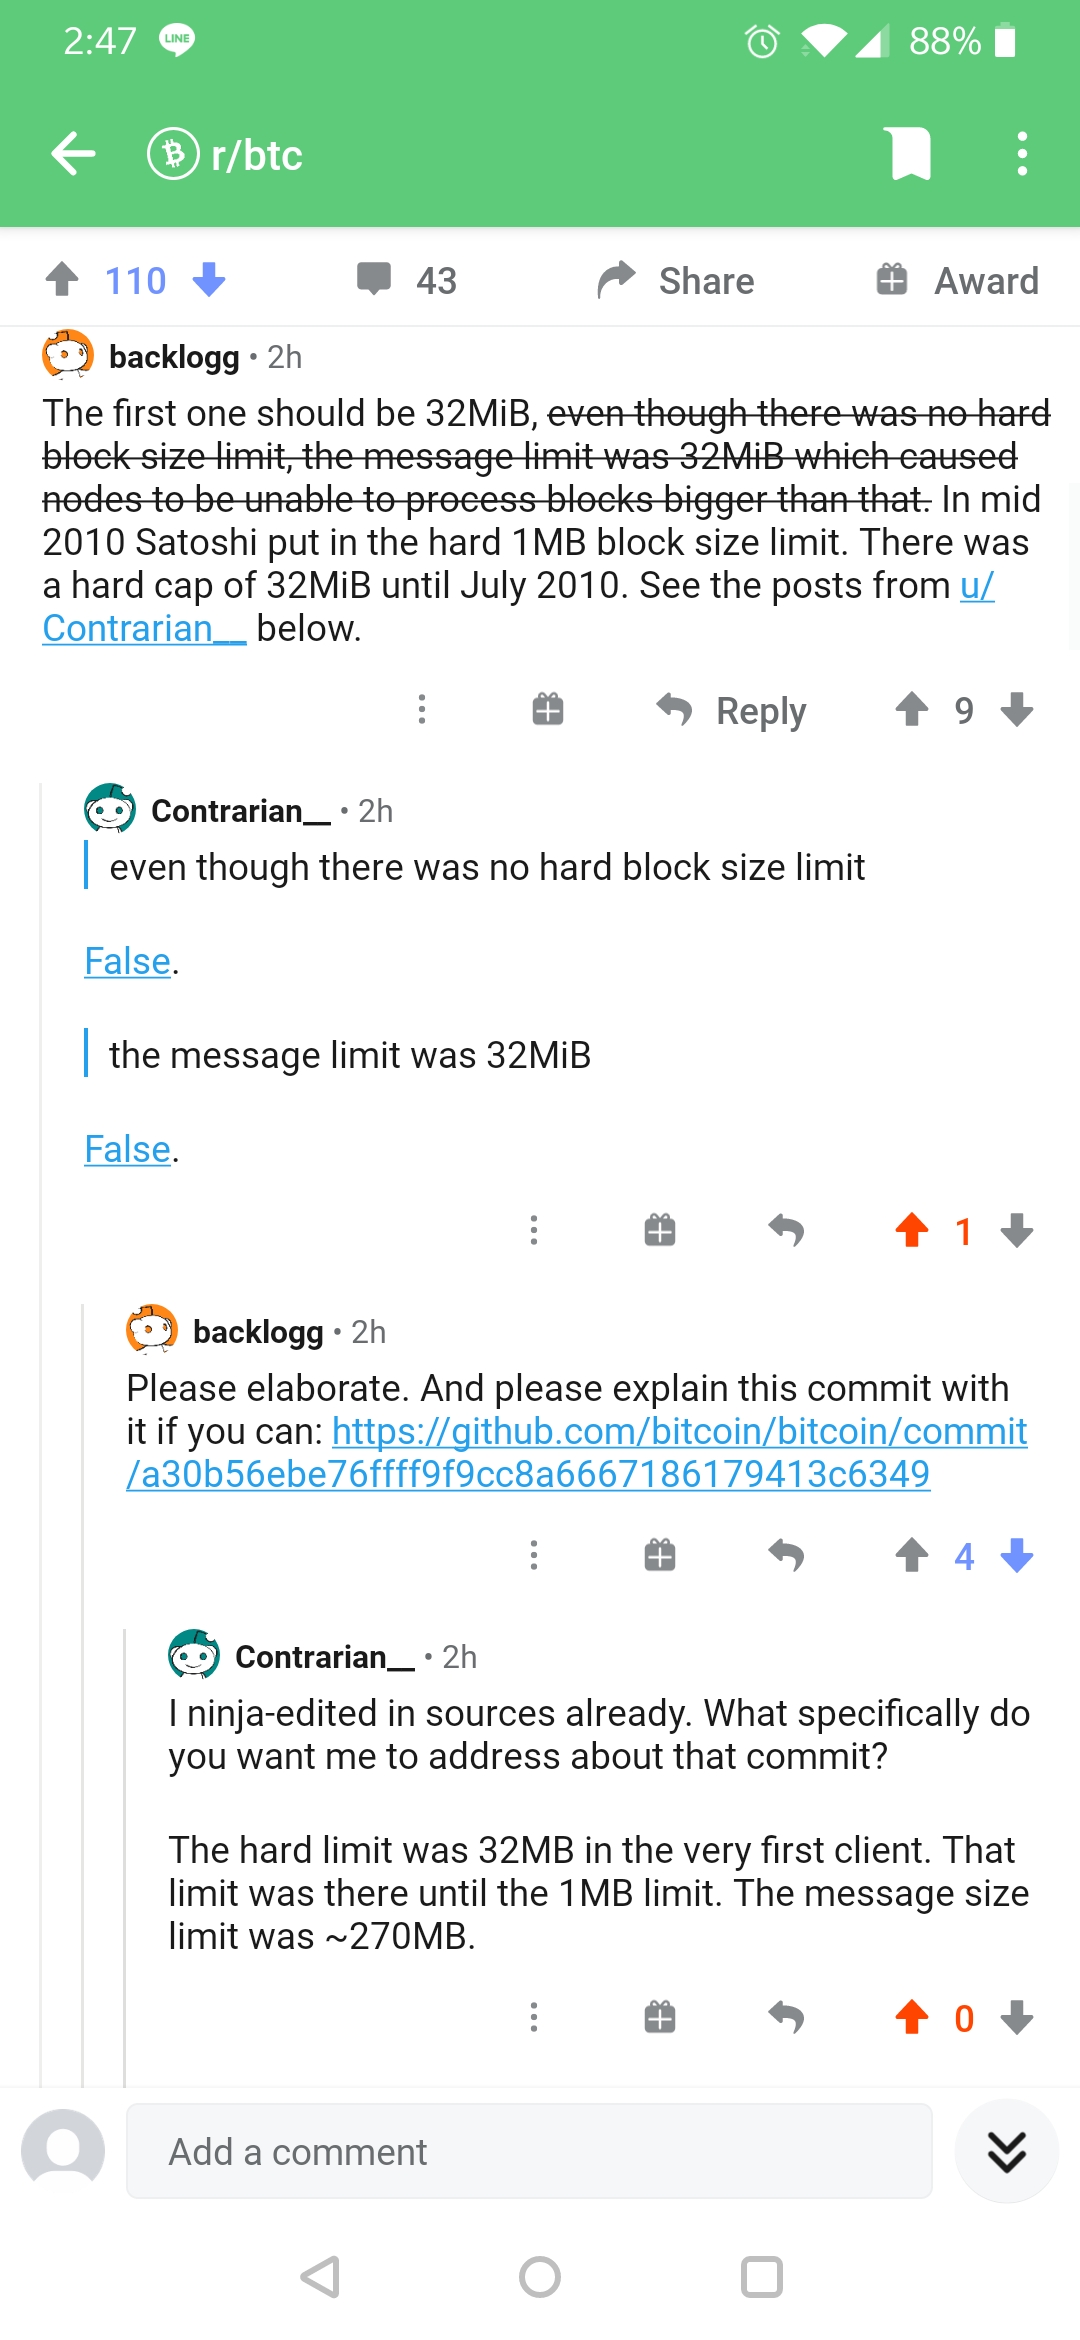 2:47 LINE 88%
r/btc
110 43 Share Award
backlogg • 2h
The first one should be 32MiB, even though there was no hard
block size limit, the message limit was 32MiB which caused
nodes to be unable to process blocks bigger than that. In mid
2010 Satoshi put in the hard 1MB block size limit. There was
a hard cap of 32MiB until July 2010. See the posts from u/
Contrarian__ below.
Reply 9
Contrarian__ • 2h
even though there was no hard block size limit
False.
the message limit was 32MiB
False.
1
backlogg • 2h
Please elaborate. And please explain this commit with
it if you can: https://github.com/bitcoin/bitcoin/commit
/a30b56ebe76ffff9f9cc8a6667186179413c6349
4
Contrarian__ • 2h
I ninja-edited in sources already. What specifically do
you want me to address about that commit?
The hard limit was 32MB in the very first client. That
limit was there until the 1MB limit. The message size
limit was ~270MB.
0
Add a comment